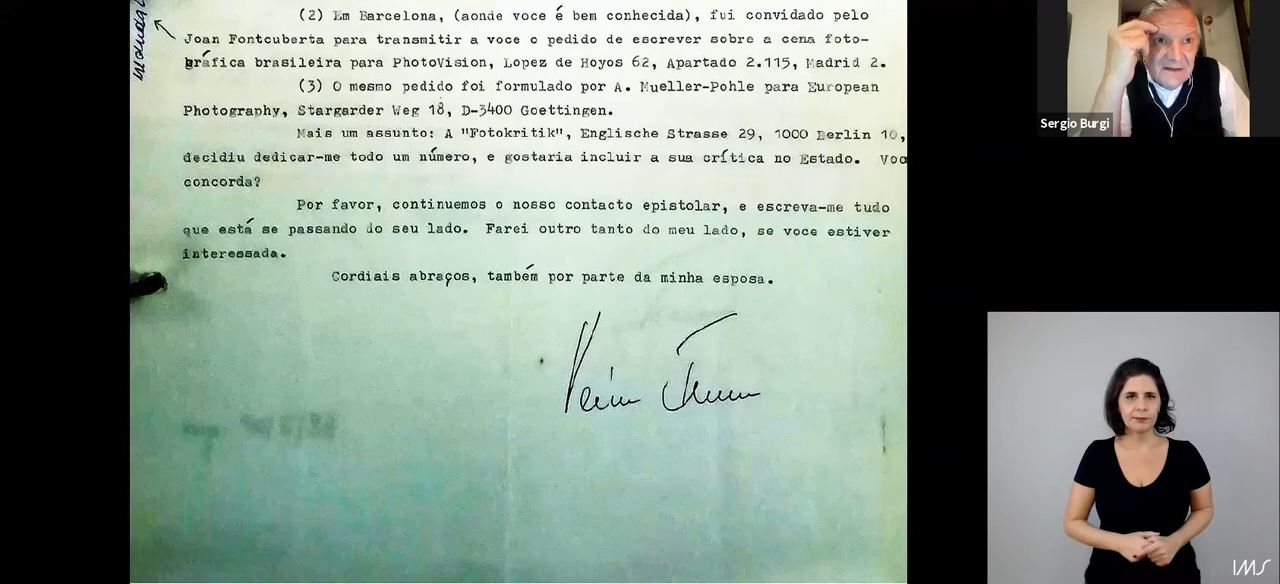 (2) Em Barcelona, (aonde voce é bem conhecida), fui convidado pelo
Joan Fontcuberta para transmitir a voce o pedido de escrever sobre a cena foto-
gráfica brasileira para PhotoVision, Lopez de Hoyos 62, Apartado 2.115, Madrid 2.
(3) O mesmo pedido foi formulado por A. Mueller-Pohle para European
Photography, Stargarder Weg 18, D-3400 Goettingen.
Mais um assunto: A "Fotokritik", Englische Strasse 29, 1000 Berlin 10,
decidiu dedicar-me todo um número, e gostaria incluir a sua crítica no Estado. Voc
concorda?
Por favor, continuemos o nosso contacto epistolar, e escreva-me tudo
que está se passando do seu lado. Farei outro tanto do meu lado, se voce estiver
interessada.
Cordiais abraços, também por parte da minha esposa.
Sergio Burgi
IMS